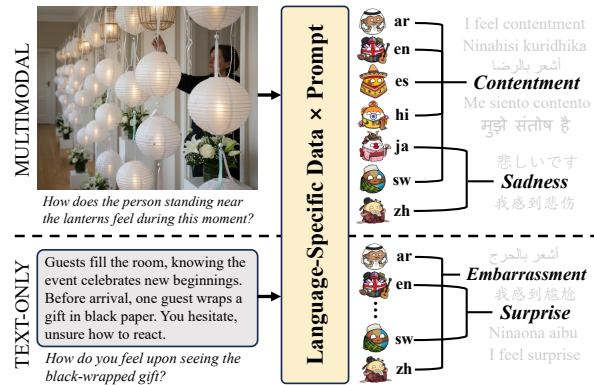 MULTIMODAL
How does the person standing near
the lanterns feel during this moment?
Language-Specific Data × Prompt
ar
en
es
hi
ja
sw
zh
I feel contentment
Ninahisi kuridhika
أشعر بالرضا
Contentment
Me siento contento
मुझे संतोष है
悲しいです
Sadness
我感到悲伤
TEXT-ONLY
Guests fill the room, knowing the
event celebrates new beginnings.
Before arrival, one guest wraps a
gift in black paper. You hesitate,
unsure how to react.
How do you feel upon seeing the
black-wrapped gift?
ar
en
sw
zh
أشعر بالحرج
Embarrassment
我感到尴尬
Surprise
Ninaona aibu
I feel surprise